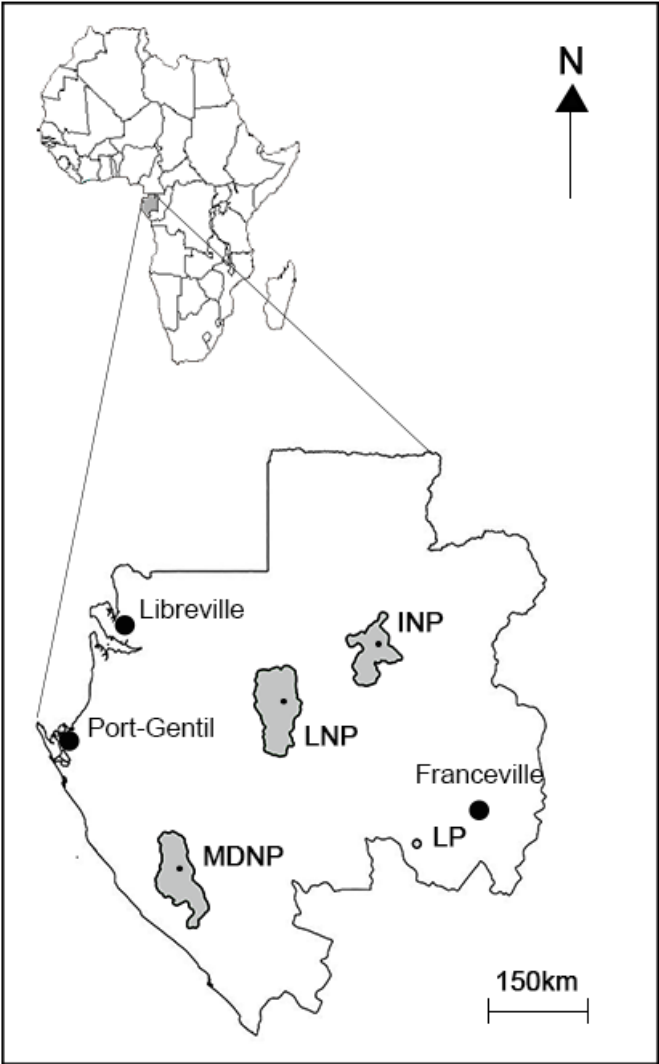 N
Libreville
INP
Port-Gentil
LNP
Franceville
LP
MDNP
150km